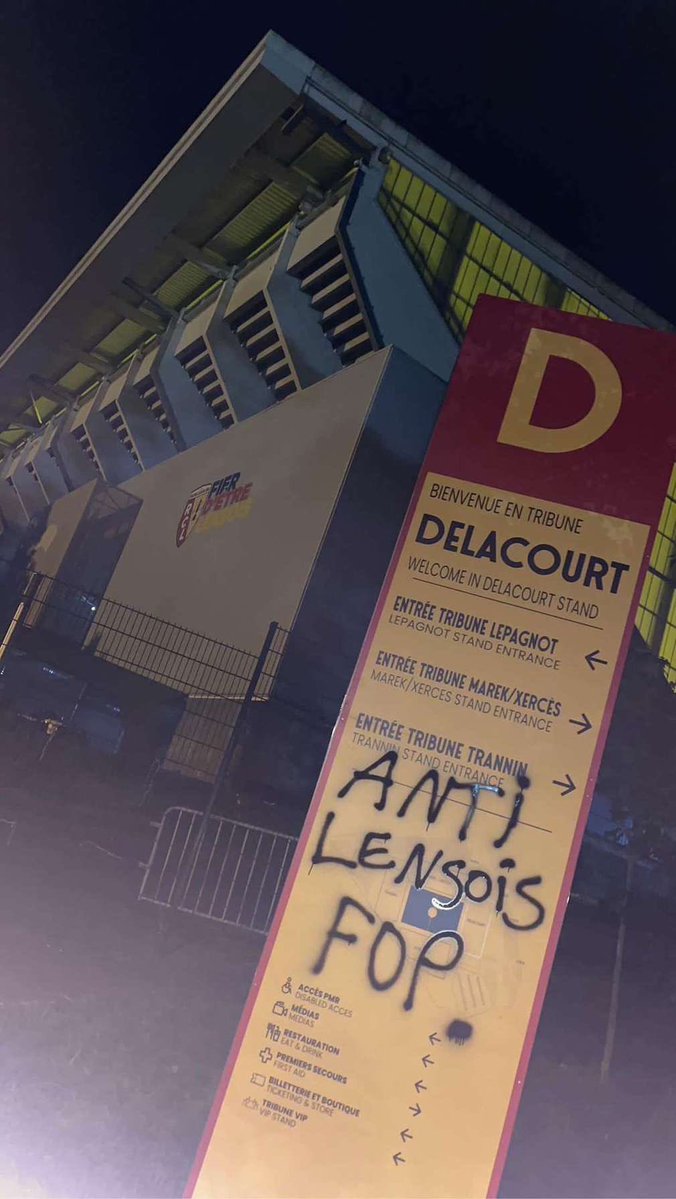 FIER
D'ÊTRE
LENSOIS
D
BIENVENUE EN TRIBUNE
DELACOURT
WELCOME IN DELACOURT STAND
ENTRÉE TRIBUNE LEPAGNOT
LEPAGNOT STAND ENTRANCE
ENTRÉE TRIBUNE MAREK/XERCÈS
MAREK/XERCES STAND ENTRANCE
ENTRÉE TRIBUNE TRANNIN
TRANNIN STAND ENTRANCE
ANTi
LENSOiS
FOP.
ACCÈS PMR
DISABLED ACCES
MÉDIAS
MEDIAS
RESTAURATION
EAT & DRINK
PREMIERS SECOURS
FIRST AID
BILLETTERIE ET BOUTIQUE
TICKETING & STORE
TRIBUNE VIP
VIP STAND